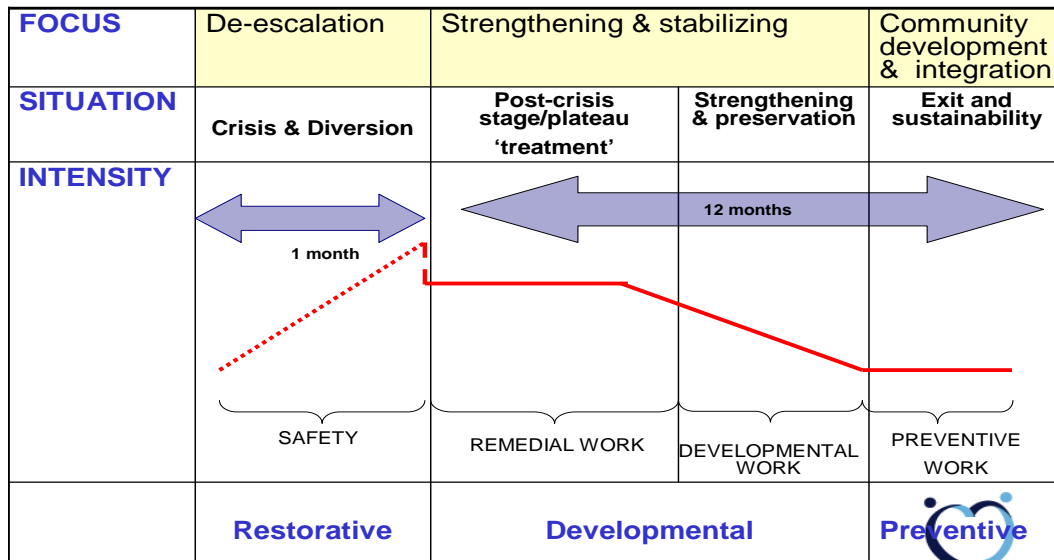 FOCUS
De-escalation
Strengthening & stabilizing
Community
development
& integration
SITUATION
Crisis & Diversion
Post-crisis
stage/plateau
‘treatment’
Strengthening
& preservation
Exit and
sustainability
INTENSITY
1 month
12 months
SAFETY
REMEDIAL WORK
DEVELOPMENTAL
WORK
PREVENTIVE
WORK
Restorative
Developmental
Preventive